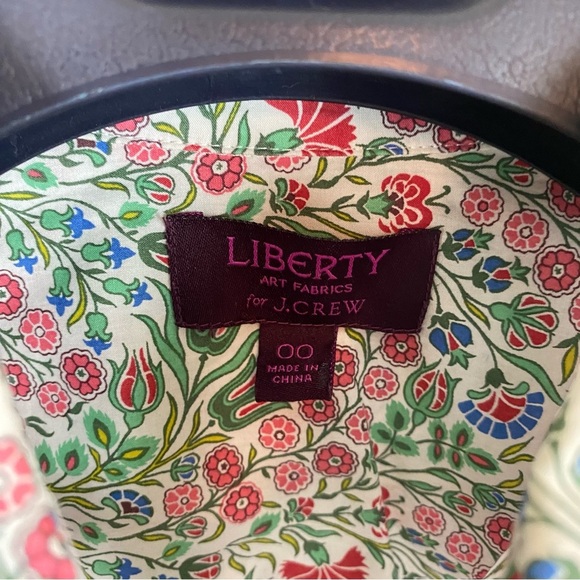 LIBERTY
ART FABRICS
for J.CREW
00
MADE IN
CHINA